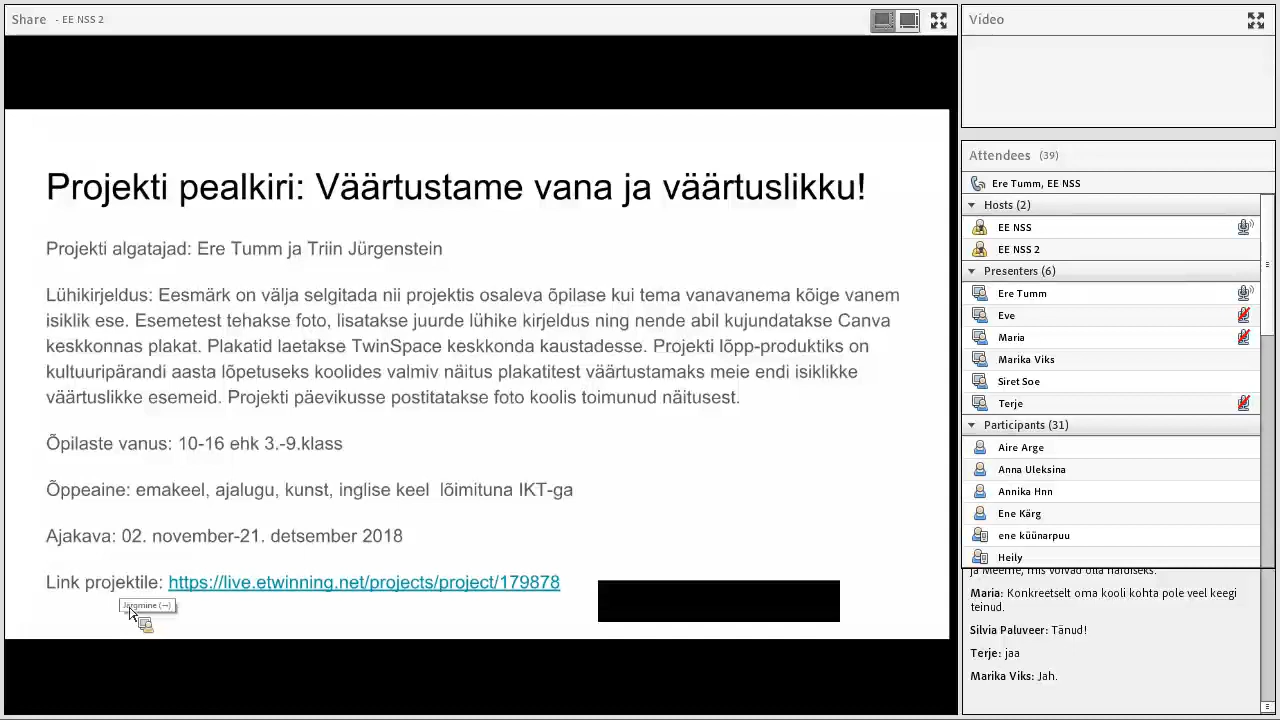 Share - EE NSS 2
Projekti pealkiri: Väärtustame vana ja väärtuslikku!
Projekti algatajad: Ere Tumm ja Triin Jürgenstein
Lühikirjeldus: Eesmärk on välja selgitada nii projektis osaleva õpilase kui tema vanavanema kõige vanem
isiklik ese. Esemetest tehakse foto, lisatakse juurde lühike kirjeldus ning nende abil kujundatakse Canva
keskkonnas plakat. Plakatid laetakse TwinSpace keskkonda kaustadesse. Projekti lõpp-produktiks on
kultuuripärandi aasta lõpetuseks koolides valmiv näitus plakatitest väärtustamaks meie endi isiklikke
väärtuslikke esemeid. Projekti päevikusse postitatakse foto koolis toimunud näitusest.
Õpilaste vanus: 10-16 ehk 3.-9.klass
Õppeaine: emakeel, ajalugu, kunst, inglise keel lõimituna IKT-ga
Ajakava: 02. november-21. detsember 2018
Link projektile: https://live.etwinning.net/projects/project/179878
Järgmine (→)
Video
Attendees (39)
Ere Tumm, EE NSS
Hosts (2)
EE NSS
EE NSS 2
Presenters (6)
Ere Tumm
Eve
Maria
Marika Viks
Siret Soe
Terje
Participants (31)
Aire Arge
Anna Uleksina
Annika Hnn
Ene Kärg
ene küünarpuu
Heily
ja Meerile, mis võivad olla näidiseks.
Maria: Konkreetselt oma kooli kohta pole veel keegi
teinud.
Silvia Paluveer: Tänud!
Terje: jaa
Marika Viks: Jah.